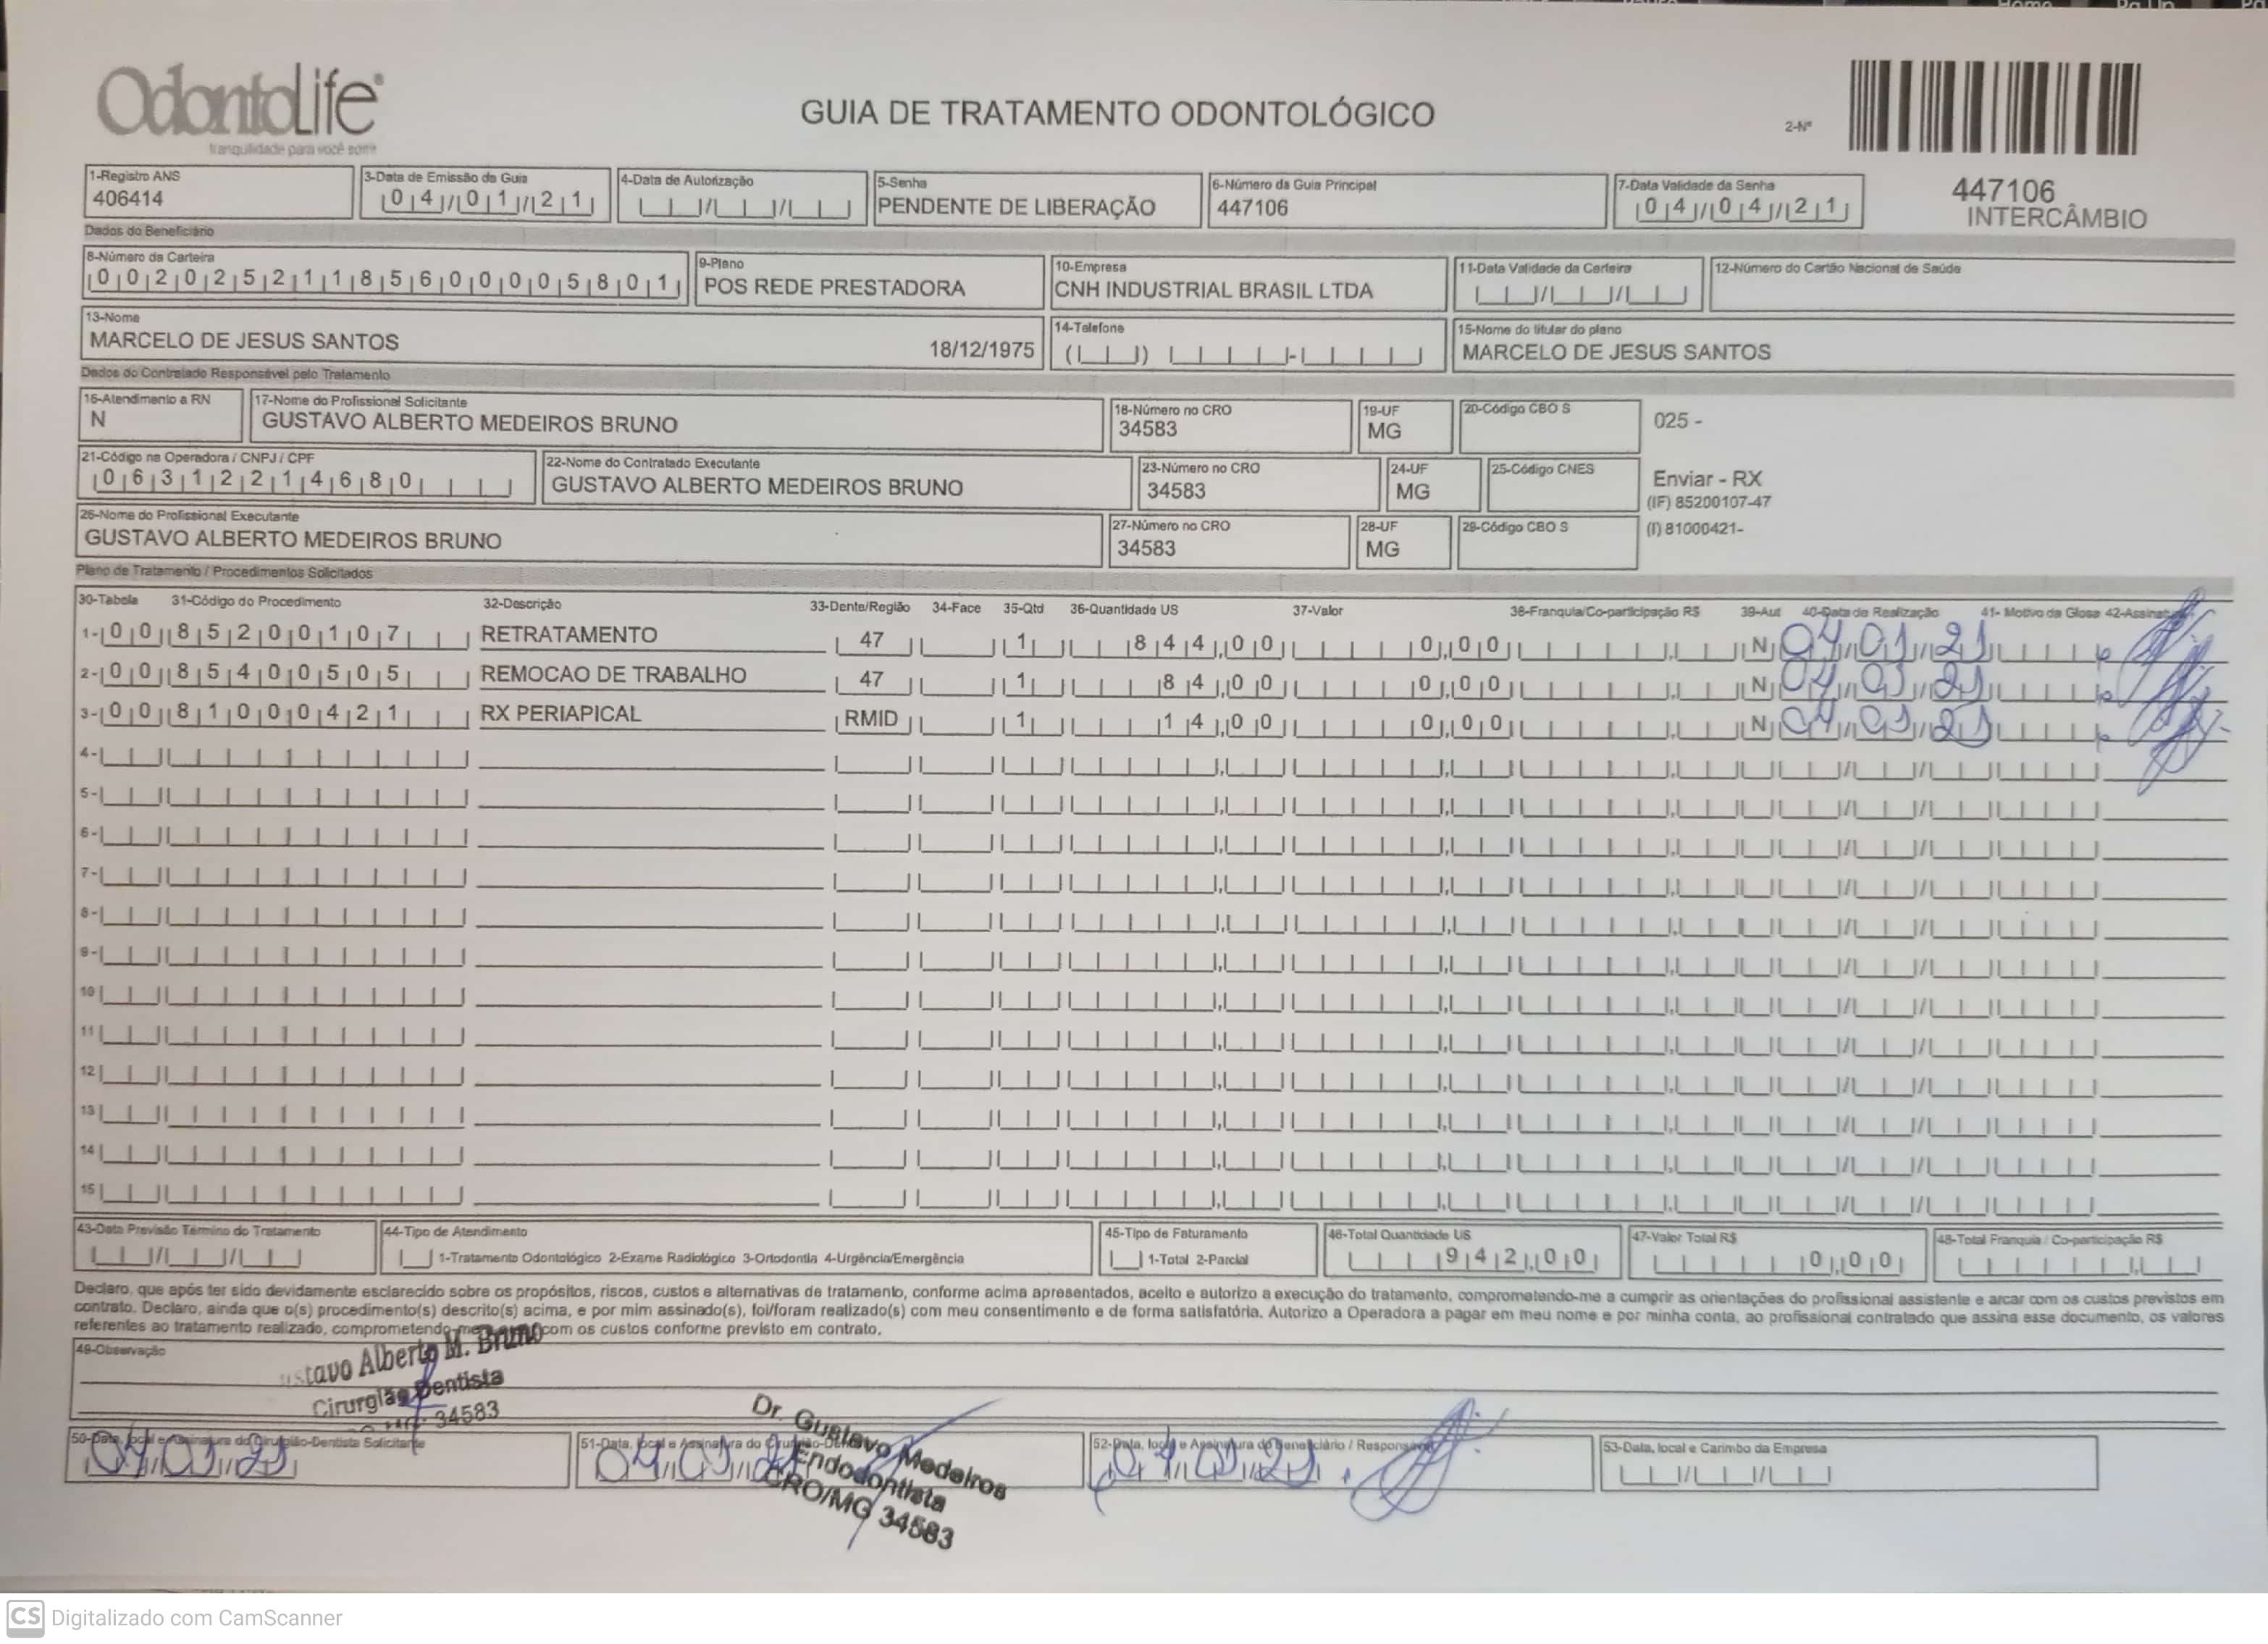 OdontoLife®
tranquilidade para você sorrir
GUIA DE TRATAMENTO ODONTOLÓGICO
2-Nº
447106
INTERCÂMBIO
1-Registro ANS
406414
3-Data de Emissão da Guia
04/01/21
4-Data de Autorização
5-Senha
PENDENTE DE LIBERAÇÃO
6-Número da Guia Principal
447106
7-Data Validade da Senha
04/04/21
Dados do Beneficiário
8-Número da Carteira
00202521185600005801
9-Plano
POS REDE PRESTADORA
10-Empresa
CNH INDUSTRIAL BRASIL LTDA
11-Data Validade da Carteira
12-Número do Cartão Nacional de Saúde
13-Nome
MARCELO DE JESUS SANTOS 18/12/1975
14-Telefone
15-Nome do titular do plano
MARCELO DE JESUS SANTOS
Dados do Contratado Responsável pelo Tratamento
16-Atendimento a RN
N
17-Nome do Profissional Solicitante
GUSTAVO ALBERTO MEDEIROS BRUNO
18-Número no CRO
34583
19-UF
MG
20-Código CBO S
025 -
21-Código na Operadora / CNPJ / CPF
06312214680
22-Nome do Contratado Executante
GUSTAVO ALBERTO MEDEIROS BRUNO
23-Número no CRO
34583
24-UF
MG
25-Código CNES
Enviar - RX
(IF) 85200107-47
(I) 81000421-
26-Nome do Profissional Executante
GUSTAVO ALBERTO MEDEIROS BRUNO
27-Número no CRO
34583
28-UF
MG
29-Código CBO S
Plano de Tratamento / Procedimentos Solicitados
30-Tabela 31-Código do Procedimento 32-Descrição 33-Dente/Região 34-Face 35-Qtd 36-Quantidade US 37-Valor 38-Franquia/Co-participação R$ 39-Aut 40-Data de Realização 41- Motivo da Glosa 42-Assinatura
1- 00 85200107 RETRATAMENTO 47 1 844,00 0,00 N 04/01/21
2- 00 85400505 REMOCAO DE TRABALHO 47 1 84,00 0,00 N 04/01/21
3- 00 81000421 RX PERIAPICAL RMID 1 14,00 0,00 N 04/01/21
4-
5-
6-
7-
8-
9-
10
11
12
13
14
15
43-Data Previsão Término do Tratamento
44-Tipo de Atendimento
1-Tratamento Odontológico 2-Exame Radiológico 3-Ortodontia 4-Urgência/Emergência
45-Tipo de Faturamento
1-Total 2-Parcial
46-Total Quantidade US
942,00
47-Valor Total R$
0,00
48-Total Franquia / Co-participação R$
Declaro, que após ter sido devidamente esclarecido sobre os propósitos, riscos, custos e alternativas de tratamento, conforme acima apresentados, aceito e autorizo a execução do tratamento, comprometendo-me a cumprir as orientações do profissional assistente e arcar com os custos previstos em
contrato. Declaro, ainda que o(s) procedimento(s) descrito(s) acima, e por mim assinado(s), foi/foram realizado(s) com meu consentimento e de forma satisfatória. Autorizo a Operadora a pagar em meu nome e por minha conta, ao profissional contratado que assina esse documento, os valores
referentes ao tratamento realizado, comprometendo-me com os custos conforme previsto em contrato.
49-Observação
Alberto M. Bruno
Cirurgião Dentista
34583
50-Data, local e Assinatura do Cirurgião-Dentista Solicitante
04/01/21
51-Data, local e Assinatura do Cirurgião-Dentista
04/01/21
Dr. Gustavo Medeiros
Endodontista
CRO/MG 34583
52-Data, local e Assinatura do Beneficiário / Responsável
04/01/21
53-Data, local e Carimbo da Empresa
CS Digitalizado com CamScanner